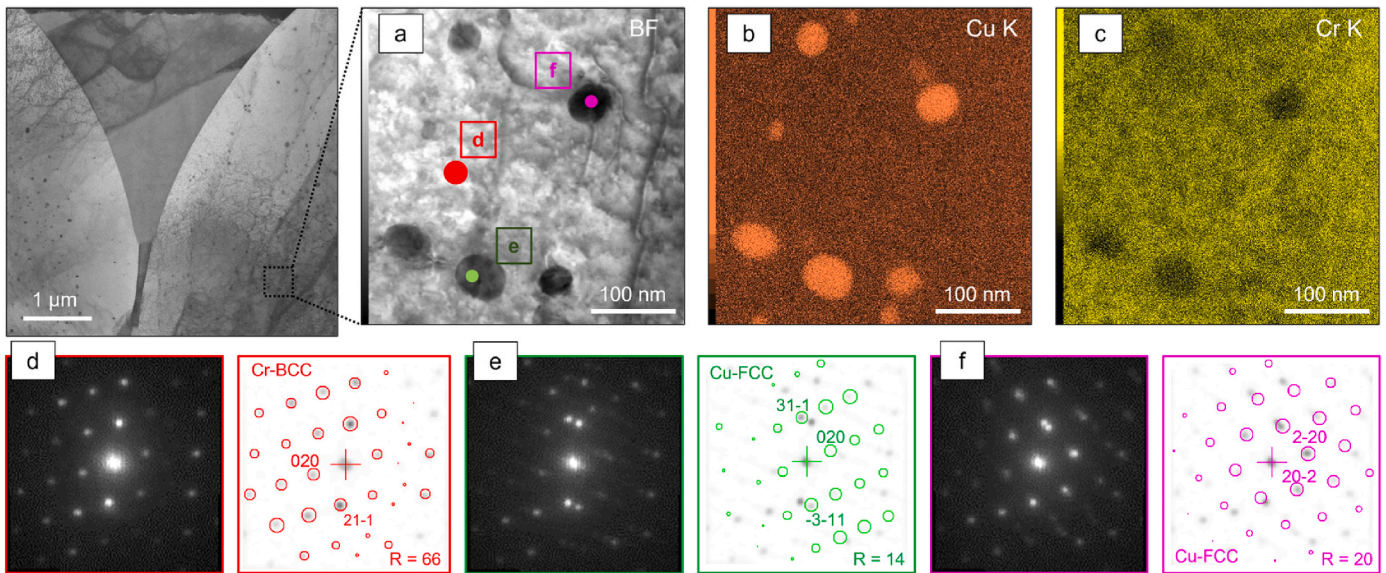 1 μm
a
BF
f
d
e
100 nm
b
Cu K
100 nm
c
Cr K
100 nm
d
Cr-BCC
020
21-1
R = 66
e
Cu-FCC
31-1
020
-3-11
R = 14
f
2-20
20-2
Cu-FCC
R = 20